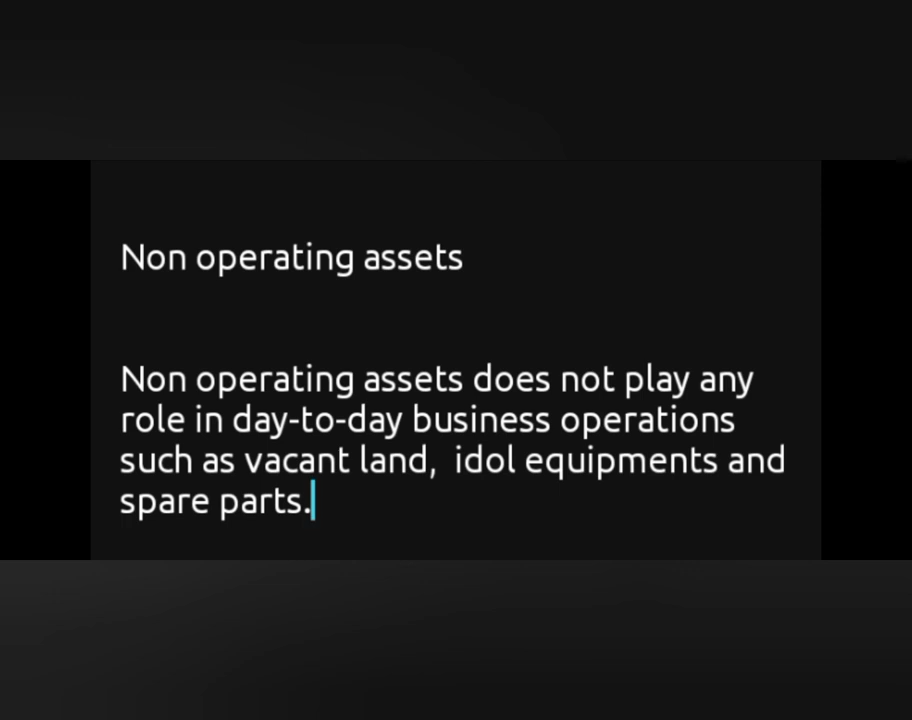 Non operating assets
Non operating assets does not play any
role in day-to-day business operations
such as vacant land,  idol equipments and
spare parts.